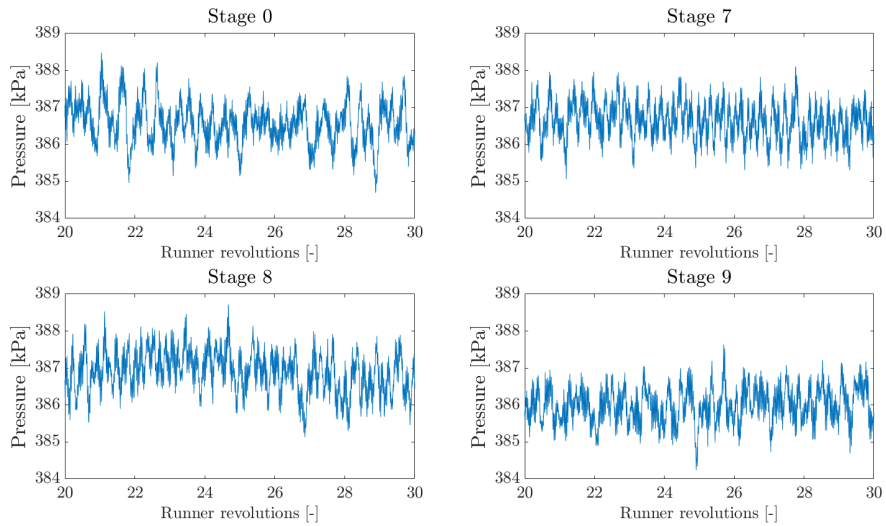 Stage 0
Pressure [kPa]
389
388
387
386
385
384
20 22 24 26 28 30
Runner revolutions [-]
Stage 7
Pressure [kPa]
389
388
387
386
385
384
20 22 24 26 28 30
Runner revolutions [-]
Stage 8
Pressure [kPa]
389
388
387
386
385
384
20 22 24 26 28 30
Runner revolutions [-]
Stage 9
Pressure [kPa]
389
388
387
386
385
384
20 22 24 26 28 30
Runner revolutions [-]